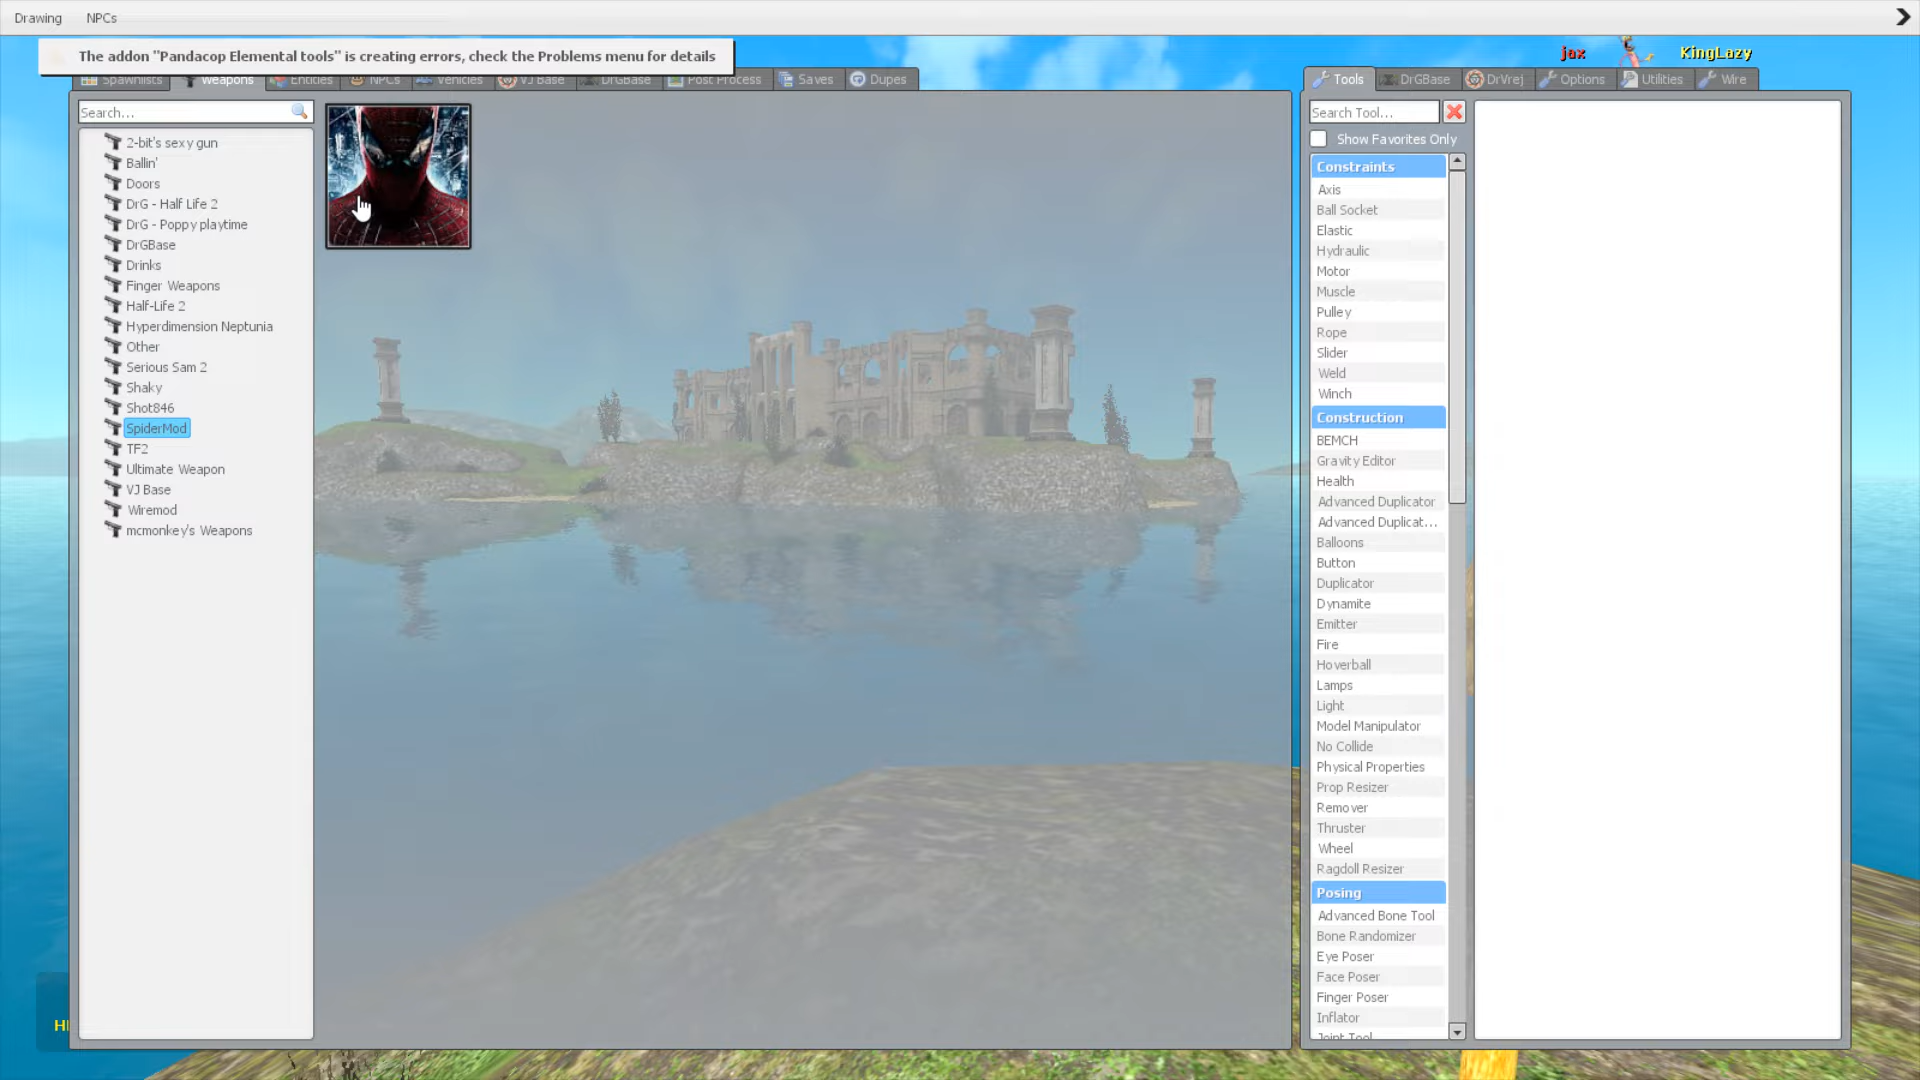 Drawing NPCs
The addon "Pandacop Elemental tools" is creating errors, check the Problems menu for details
jax KingLazy
Spawnlists Weapons Entities NPCs Vehicles VJ Base DrGBase Post Process Saves Dupes
Search...
2-bit's sexy gun
Ballin'
Doors
DrG - Half Life 2
DrG - Poppy playtime
DrGBase
Drinks
Finger Weapons
Half-Life 2
Hyperdimension Neptunia
Other
Serious Sam 2
Shaky
Shot846
SpiderMod
TF2
Ultimate Weapon
VJ Base
Wiremod
mcmonkey's Weapons
Tools DrGBase DrVrej Options Utilities Wire
Search Tool...
Show Favorites Only
Constraints
Axis
Ball Socket
Elastic
Hydraulic
Motor
Muscle
Pulley
Rope
Slider
Weld
Winch
Construction
BEMCH
Gravity Editor
Health
Advanced Duplicator
Advanced Duplicat...
Balloons
Button
Duplicator
Dynamite
Emitter
Fire
Hoverball
Lamps
Light
Model Manipulator
No Collide
Physical Properties
Prop Resizer
Remover
Thruster
Wheel
Ragdoll Resizer
Posing
Advanced Bone Tool
Bone Randomizer
Eye Poser
Face Poser
Finger Poser
Inflator
Joint Tool